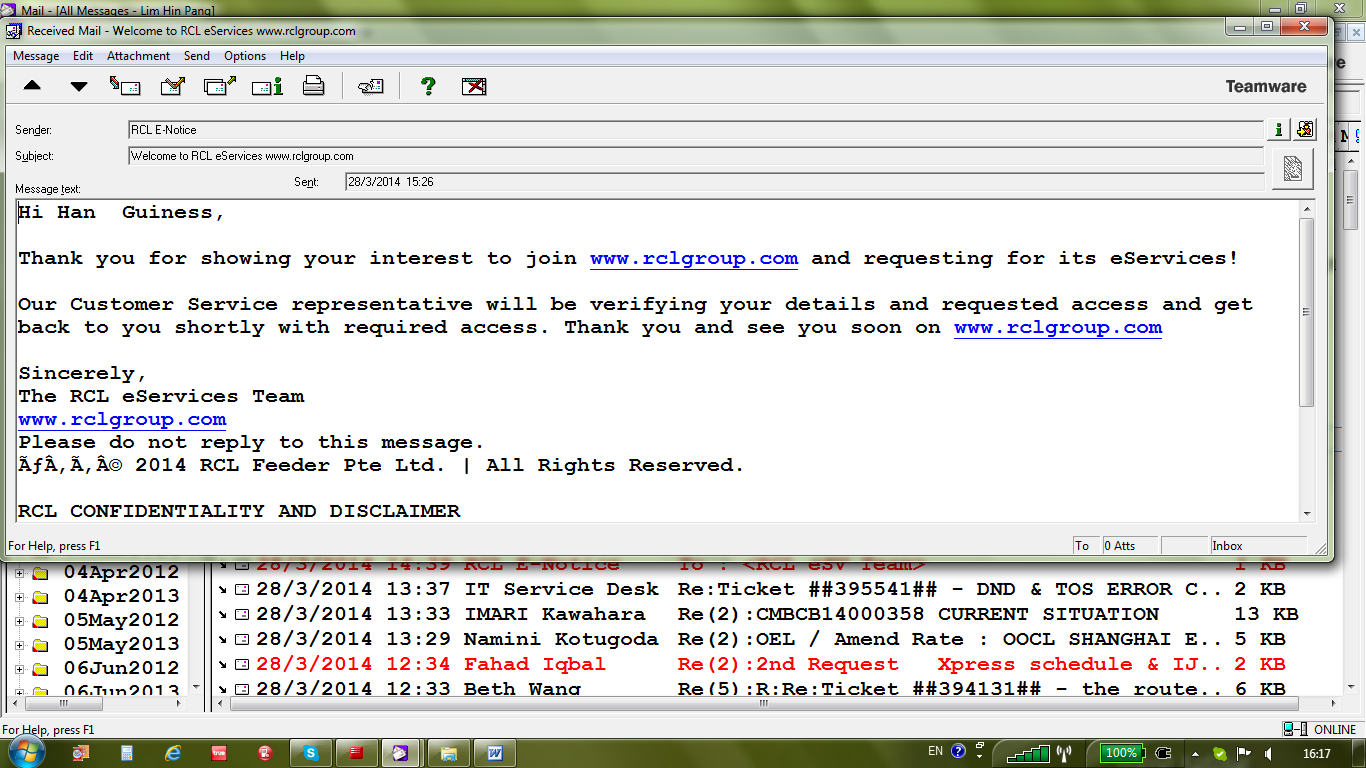 Mail - [All Messages - Lim Hin Pang]
Received Mail - Welcome to RCL eServices www.rclgroup.com
Message Edit Attachment Send Options Help
Teamware
Sender: RCL E-Notice
Subject: Welcome to RCL eServices www.rclgroup.com
Sent: 28/3/2014 15:26
Message text:
Hi Han  Guiness,
Thank you for showing your interest to join www.rclgroup.com and requesting for its eServices!
Our Customer Service representative will be verifying your details and requested access and get
back to you shortly with required access. Thank you and see you soon on www.rclgroup.com
Sincerely,
The RCL eServices Team
www.rclgroup.com
Please do not reply to this message.
Ãƒâ€šÃ‚Â© 2014 RCL Feeder Pte Ltd. | All Rights Reserved.
RCL CONFIDENTIALITY AND DISCLAIMER
For Help, press F1 To 0 Atts Inbox
04Apr2012
04Apr2013
05May2012
05May2013
06Jun2012
06Jun2013
28/3/2014 14:39 RCL E-Notice To : <RCL eSv Team> 1 KB
28/3/2014 13:37 IT Service Desk Re:Ticket ##395541## - DND & TOS ERROR C.. 2 KB
28/3/2014 13:33 IMARI Kawahara Re(2):CMBCB14000358 CURRENT SITUATION 13 KB
28/3/2014 13:29 Namini Kotugoda Re(2):OEL / Amend Rate : OOCL SHANGHAI E.. 5 KB
28/3/2014 12:34 Fahad Iqbal Re(2):2nd Request   Xpress schedule & IJ.. 2 KB
28/3/2014 12:33 Beth Wang Re(5):R:Re:Ticket ##394131## - the route.. 6 KB
For Help, press F1 ONLINE
EN 100% 16:17